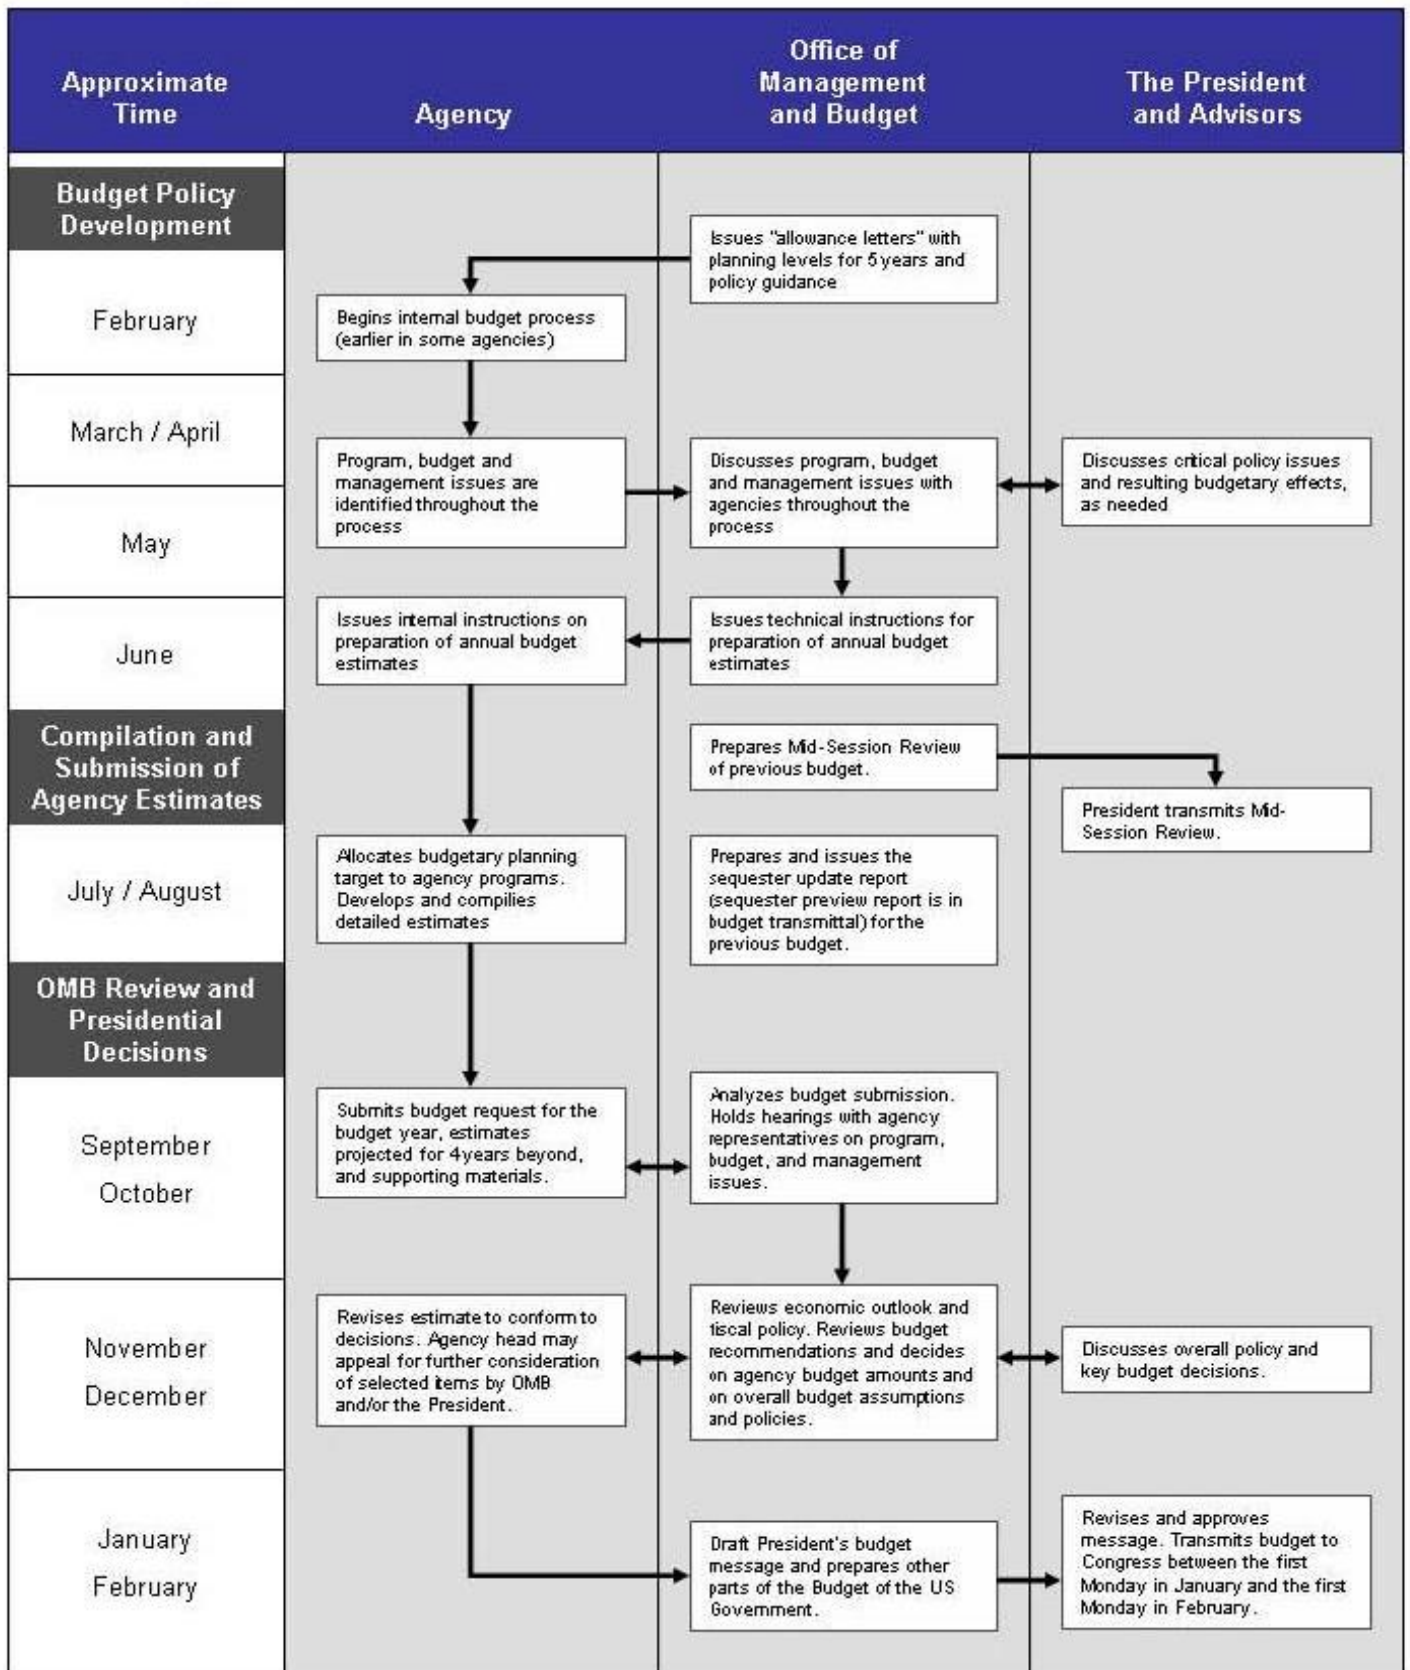 Approximate
Time
Agency
Office of
Management
and Budget
The President
and Advisors
Budget Policy
Development
Issues "allowance letters" with
planning levels for 5 years and
policy guidance
February
Begins internal budget process
(earlier in some agencies)
March / April
Program, budget and
management issues are
identified throughout the
process
Discusses program, budget
and management issues with
agencies throughout the
process
Discusses critical policy issues
and resulting budgetary effects,
as needed
May
June
Issues internal instructions on
preparation of annual budget
estimates
Issues technical instructions for
preparation of annual budget
estimates
Compilation and
Submission of
Agency Estimates
Prepares Mid-Session Review
of previous budget.
President transmits Mid-
Session Review.
July / August
Allocates budgetary planning
target to agency programs.
Develops and compilies
detailed estimates
Prepares and issues the
sequester update report
(sequester preview report is in
budget transmittal) for the
previous budget.
OMB Review and
Presidential
Decisions
September
October
Submits budget request for the
budget year, estimates
projected for 4 years beyond,
and supporting materials.
Analyzes budget submission.
Holds hearings with agency
representatives on program,
budget, and management
issues.
November
December
Revises estimate to conform to
decisions. Agency head may
appeal for further consideration
of selected items by OMB
and/or the President.
Reviews economic outlook and
fiscal policy. Reviews budget
recommendations and decides
on agency budget amounts and
on overall budget assumptions
and policies.
Discusses overall policy and
key budget decisions.
January
February
Draft President's budget
message and prepares other
parts of the Budget of the US
Government.
Revises and approves
message. Transmits budget to
Congress between the first
Monday in January and the first
Monday in February.